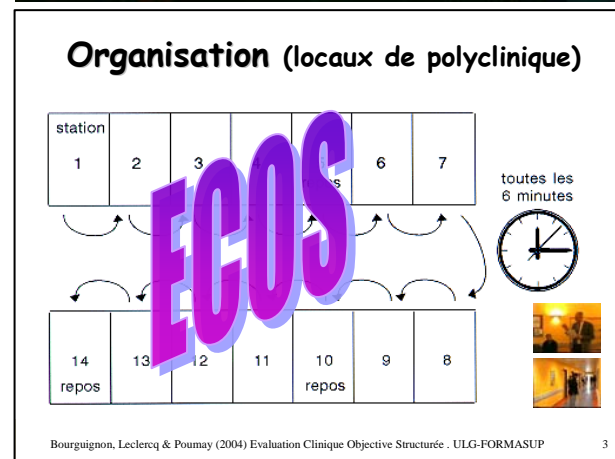 Organisation (locaux de polyclinique)
station
1 2 3 6 7
toutes les
6 minutes
ECOS
14 13 12 11 10 9 8
repos repos
Bourguignon, Leclercq & Poumay (2004) Evaluation Clinique Objective Structurée . ULG-FORMASUP 3